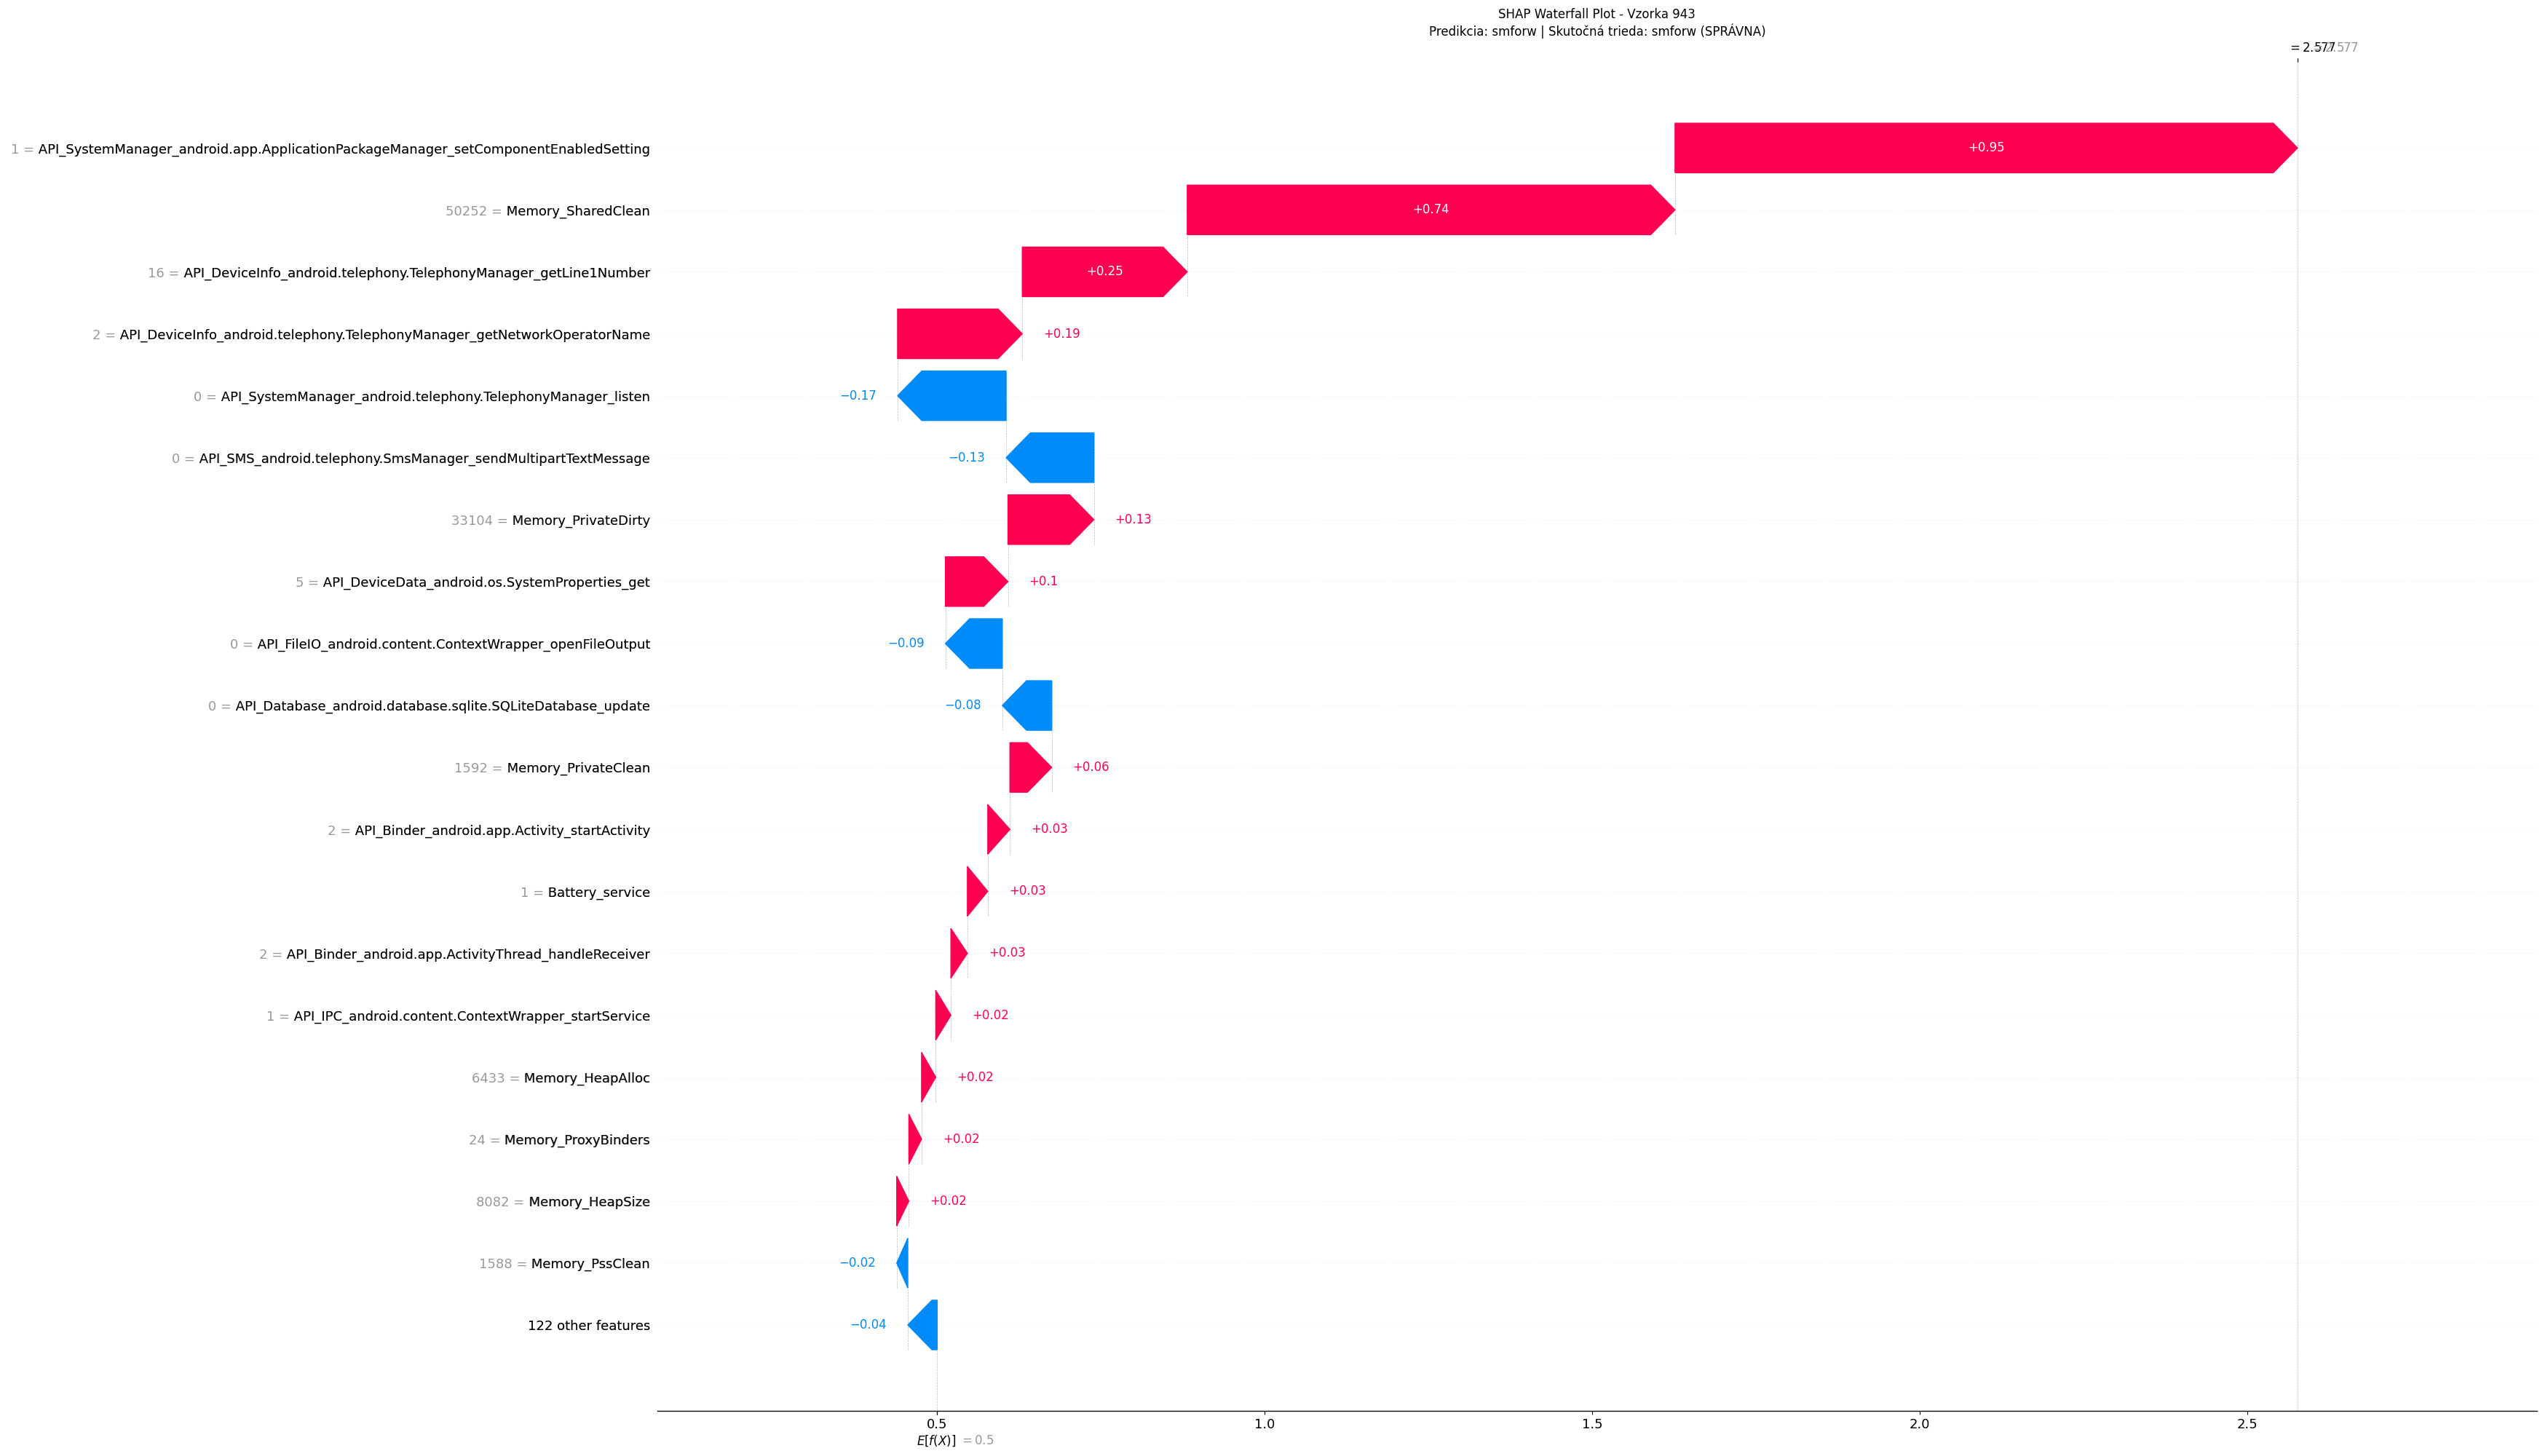 SHAP Waterfall Plot - Vzorka 943
Predikcia: smforw | Skutočná trieda: smforw (SPRÁVNA)
= 2.577
1 = API_SystemManager_android.app.ApplicationPackageManager_setComponentEnabledSetting
+0.95
50252 = Memory_SharedClean
+0.74
16 = API_DeviceInfo_android.telephony.TelephonyManager_getLine1Number
+0.25
2 = API_DeviceInfo_android.telephony.TelephonyManager_getNetworkOperatorName
+0.19
0 = API_SystemManager_android.telephony.TelephonyManager_listen
−0.17
0 = API_SMS_android.telephony.SmsManager_sendMultipartTextMessage
−0.13
33104 = Memory_PrivateDirty
+0.13
5 = API_DeviceData_android.os.SystemProperties_get
+0.1
0 = API_FileIO_android.content.ContextWrapper_openFileOutput
−0.09
0 = API_Database_android.database.sqlite.SQLiteDatabase_update
−0.08
1592 = Memory_PrivateClean
+0.06
2 = API_Binder_android.app.Activity_startActivity
+0.03
1 = Battery_service
+0.03
2 = API_Binder_android.app.ActivityThread_handleReceiver
+0.03
1 = API_IPC_android.content.ContextWrapper_startService
+0.02
6433 = Memory_HeapAlloc
+0.02
24 = Memory_ProxyBinders
+0.02
8082 = Memory_HeapSize
+0.02
1588 = Memory_PssClean
−0.02
122 other features
−0.04
0.5 1.0 1.5 2.0 2.5
E[f(X)] = 0.5